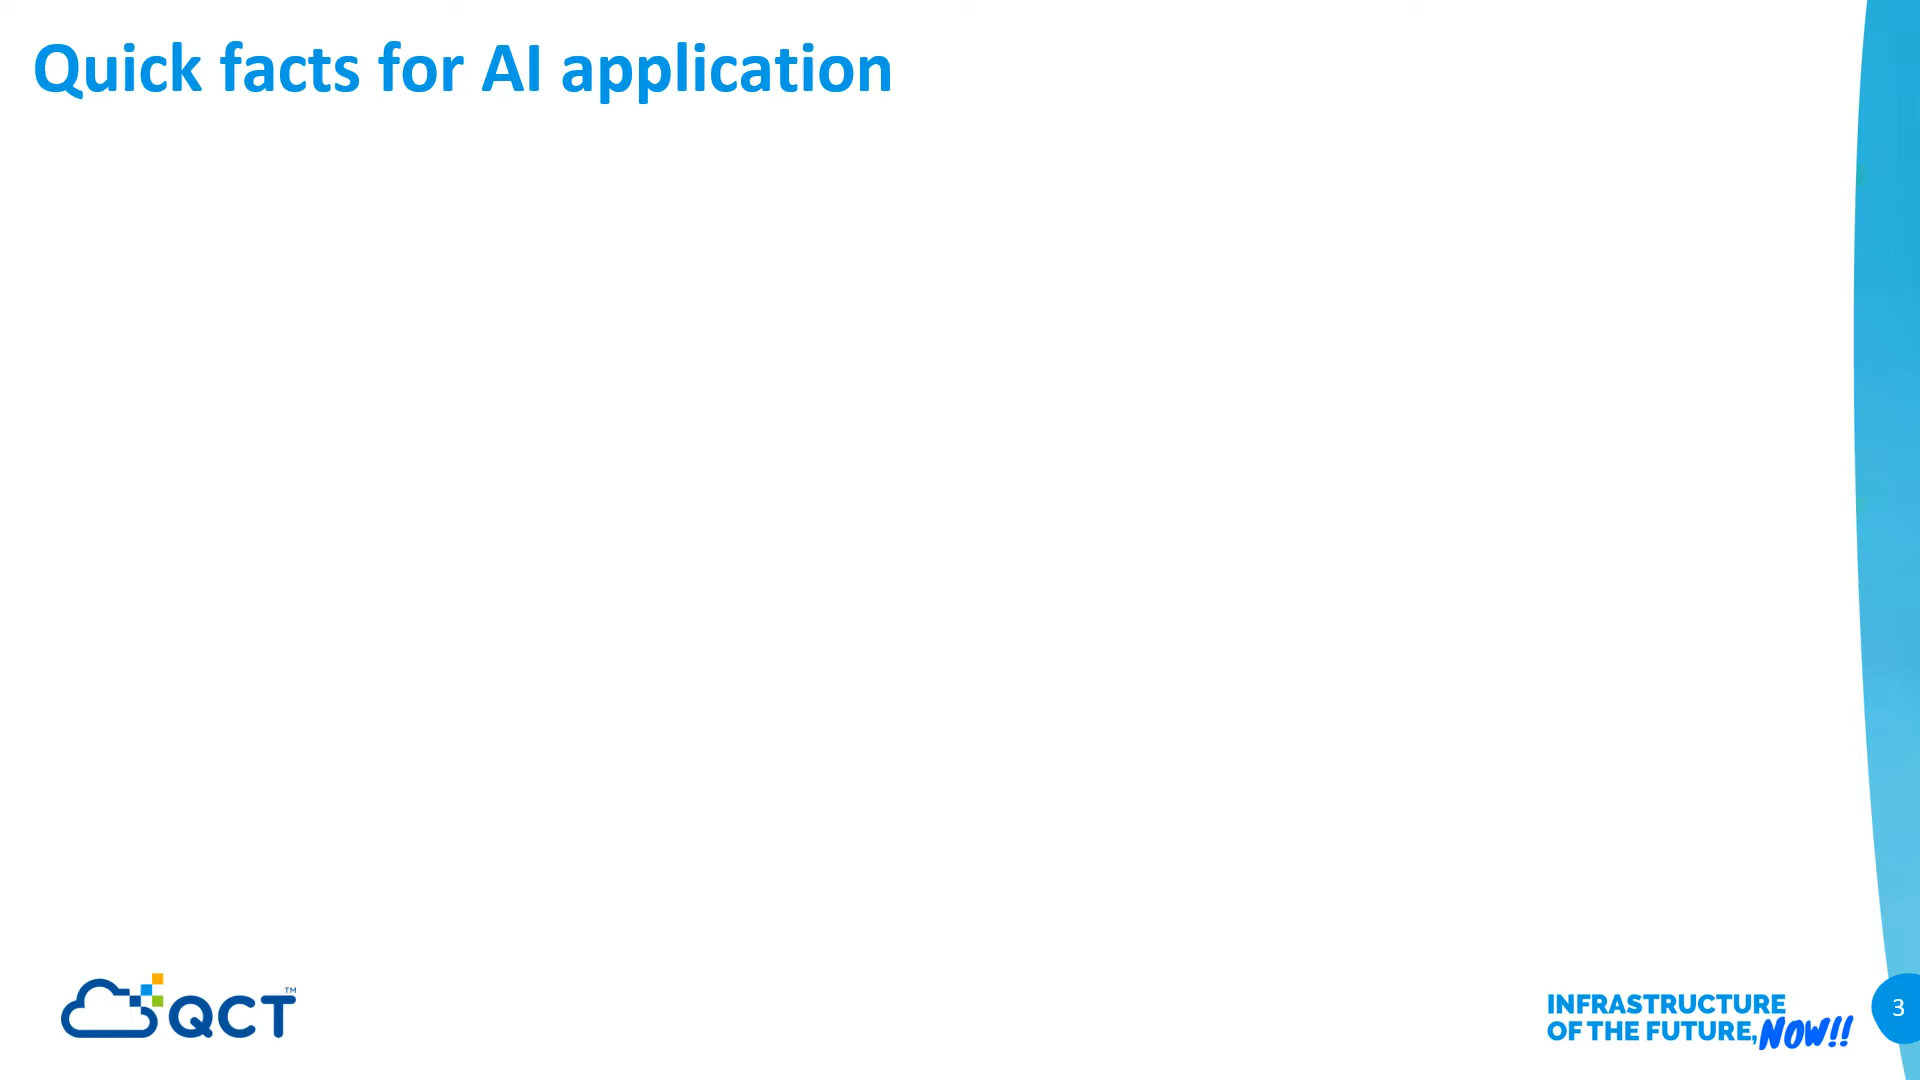 Quick facts for AI application
QCT™
INFRASTRUCTURE
OF THE FUTURE, NOW!!
3